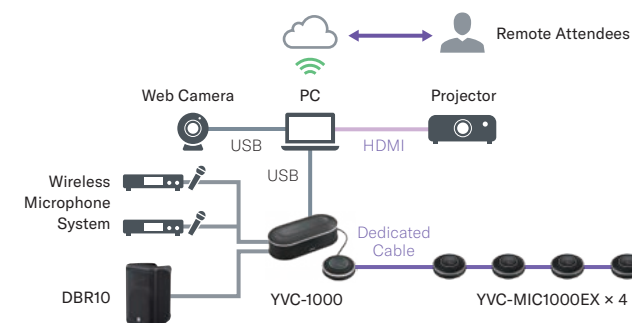 Remote Attendees
Web Camera
PC
Projector
USB
HDMI
USB
Wireless
Microphone
System
Dedicated
Cable
DBR10
YVC-1000
YVC-MIC1000EX × 4